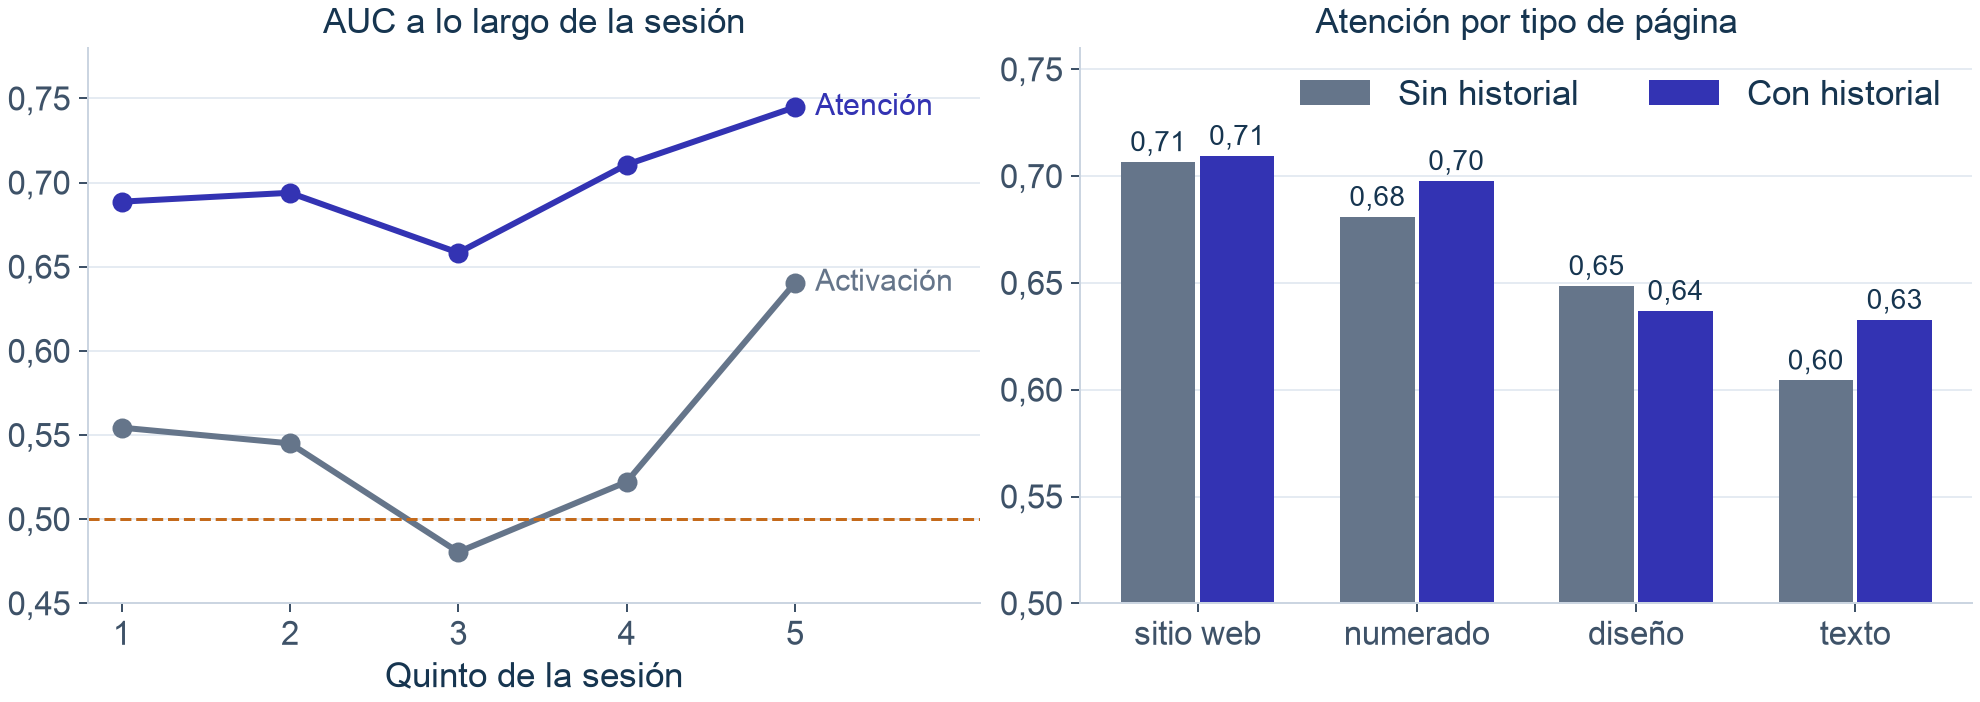 AUC a lo largo de la sesión
0,75
0,70
0,65
0,60
0,55
0,50
0,45
Atención
Activación
1 2 3 4 5
Quinto de la sesión
Atención por tipo de página
Sin historial Con historial
0,75
0,70
0,65
0,60
0,55
0,50
0,71 0,71
0,68 0,70
0,65 0,64
0,60 0,63
sitio web numerado diseño texto